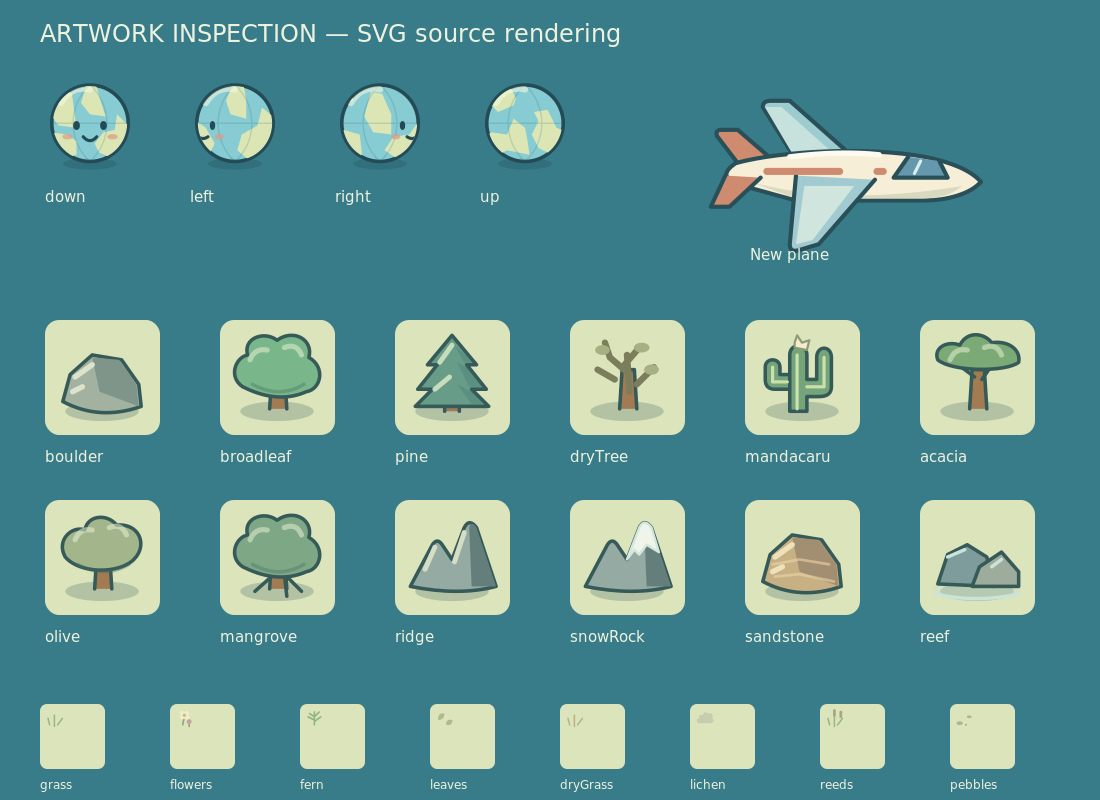 ARTWORK INSPECTION — SVG source rendering
down left right up
New plane
boulder broadleaf pine dryTree mandacaru acacia
olive mangrove ridge snowRock sandstone reef
grass flowers fern leaves dryGrass lichen reeds pebbles